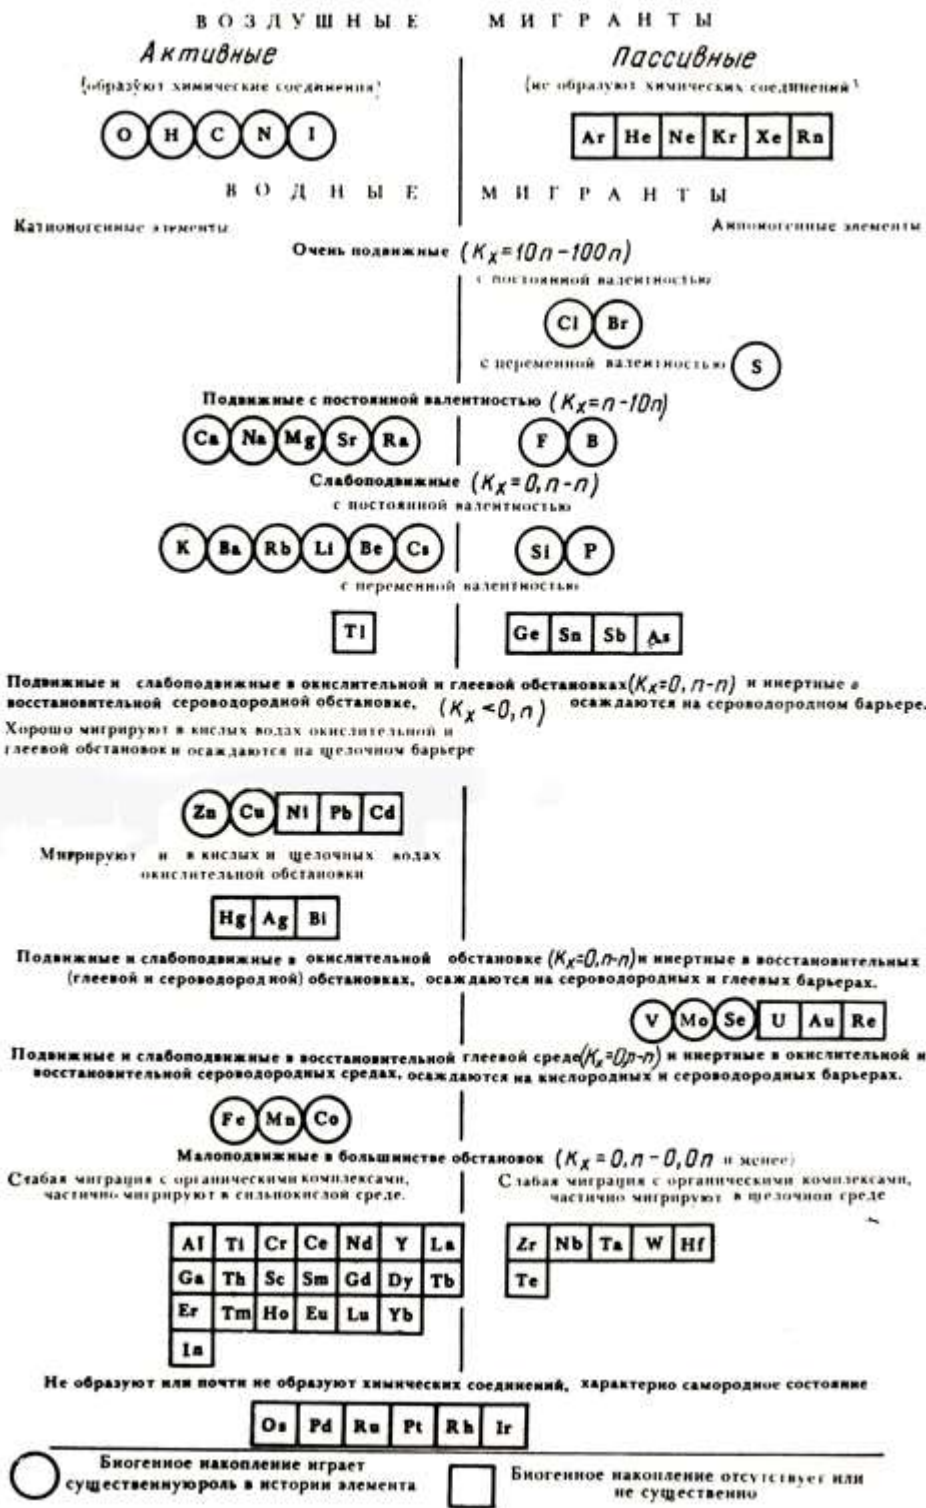 ВОЗДУШНЫЕ МИГРАНТЫ
Активные
(образуют химические соединения)
O H C N I
Пассивные
(не образуют химических соединений)
Ar He Ne Kr Xe Rn
ВОДНЫЕ МИГРАНТЫ
Катионогенные элементы
Анионогенные элементы
Очень подвижные (Kx=10n-100n)
с постоянной валентностью
Cl Br
с переменной валентностью S
Подвижные с постоянной валентностью (Kx=n-10n)
Ca Na Mg Sr Ra F B
Слабоподвижные (Kx=0,n-n)
с постоянной валентностью
K Ba Rb Li Be Cs Si P
с переменной валентностью
Tl Ge Sn Sb As
Подвижные и слабоподвижные в окислительной и глеевой обстановках (Kx=0,n-n) и инертные в
восстановительной сероводородной обстановке, (Kx<0,n) осаждаются на сероводородном барьере.
Хорошо мигрируют в кислых водах окислительной и
глеевой обстановок и осаждаются на щелочном барьере
Zn Cu Ni Pb Cd
Мигрируют и в кислых и щелочных водах
окислительной обстановки
Hg Ag Bi
Подвижные и слабоподвижные в окислительной обстановке (Kx=0,n-n) и инертные в восстановительных
(глеевой и сероводородной) обстановках, осаждаются на сероводородных и глеевых барьерах.
V Mo Se U Au Re
Подвижные и слабоподвижные в восстановительной глеевой среде (Kx=0,n-n) и инертные в окислительной и
восстановительной сероводородных средах, осаждаются на кислородных и сероводородных барьерах.
Fe Mn Co
Малоподвижные в большинстве обстановок (Kx=0,n-0,0n и менее)
Слабая миграция с органическими комплексами,
частично мигрируют в сильнокислой среде.
Слабая миграция с органическими комплексами,
частично мигрируют в щелочной среде
Al Ti Cr Ce Nd Y La
Ga Th Sc Sm Gd Dy Tb
Er Tm Ho Eu Lu Yb
In
Zr Nb Ta W Hf
Te
Не образуют или почти не образуют химических соединений, характерно самородное состояние
Os Pd Ru Pt Rh Ir
Биогенное накопление играет
существенную роль в истории элемента
Биогенное накопление отсутствует или
не существенно